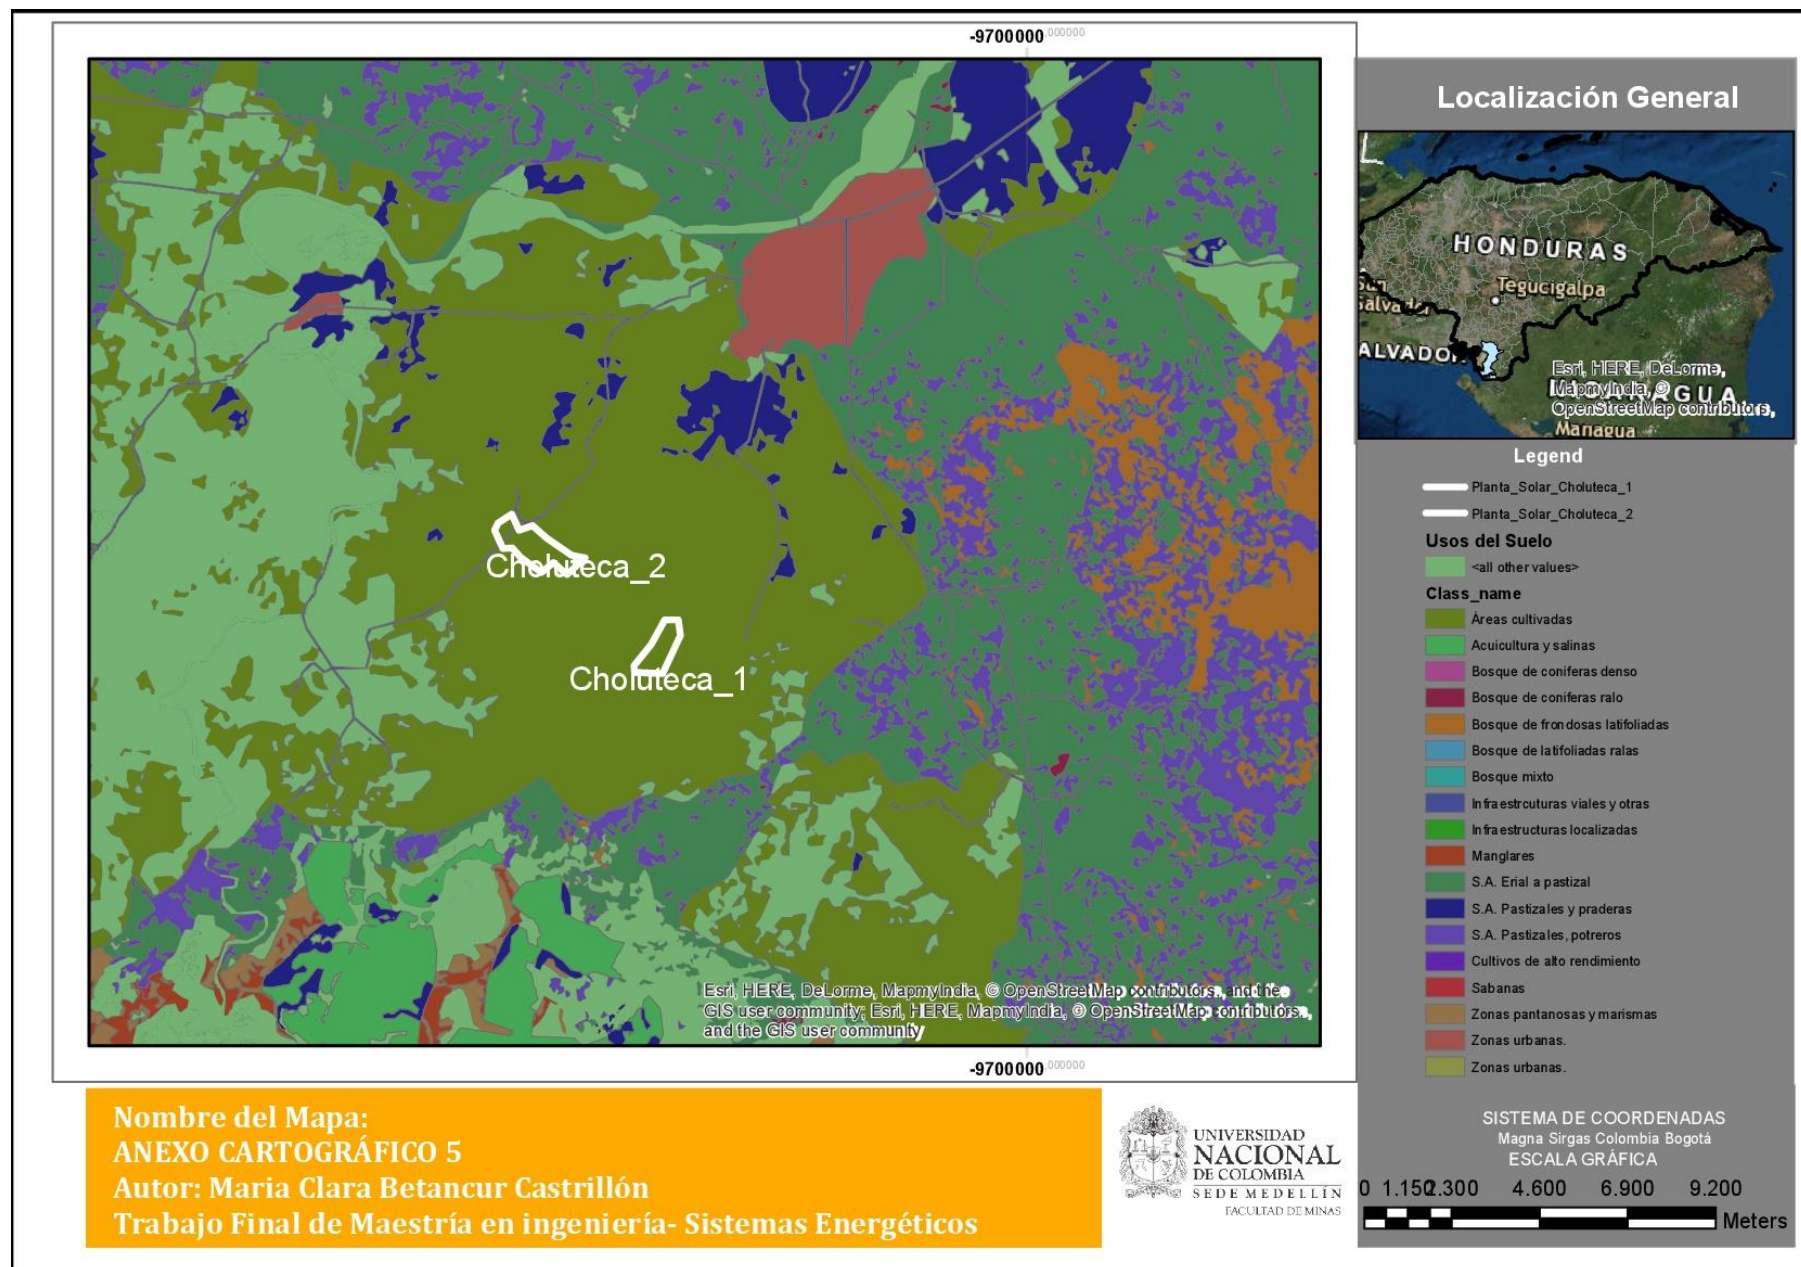 -9700000.000000
Choluteca_2
Choluteca_1
Esri, HERE, DeLorme, MapmyIndia, © OpenStreetMap contributors, and the
GIS user community; Esri, HERE, MapmyIndia, © OpenStreetMap contributors,
and the GIS user community
-9700000.000000
Localización General
HONDURAS
Tegucigalpa
San
Salvador
ALVADO
Esri, HERE, DeLorme,
MapmyIndia, ©
AGUA
OpenStreetMap contributors,
Managua
Legend
Planta_Solar_Choluteca_1
Planta_Solar_Choluteca_2
Usos del Suelo
<all other values>
Class_name
Áreas cultivadas
Acuicultura y salinas
Bosque de coniferas denso
Bosque de coniferas ralo
Bosque de frondosas latifoliadas
Bosque de latifoliadas ralas
Bosque mixto
Infraestrcuturas viales y otras
Infraestructuras localizadas
Manglares
S.A. Erial a pastizal
S.A. Pastizales y praderas
S.A. Pastizales, potreros
Cultivos de alto rendimiento
Sabanas
Zonas pantanosas y marismas
Zonas urbanas.
Zonas urbanas.
SISTEMA DE COORDENADAS
Magna Sirgas Colombia Bogotá
ESCALA GRÁFICA
0 1.150 2.300 4.600 6.900 9.200
Meters
Nombre del Mapa:
ANEXO CARTOGRÁFICO 5
Autor: Maria Clara Betancur Castrillón
Trabajo Final de Maestría en ingeniería- Sistemas Energéticos
UNIVERSIDAD
NACIONAL
DE COLOMBIA
SEDE MEDELLÍN
FACULTAD DE MINAS